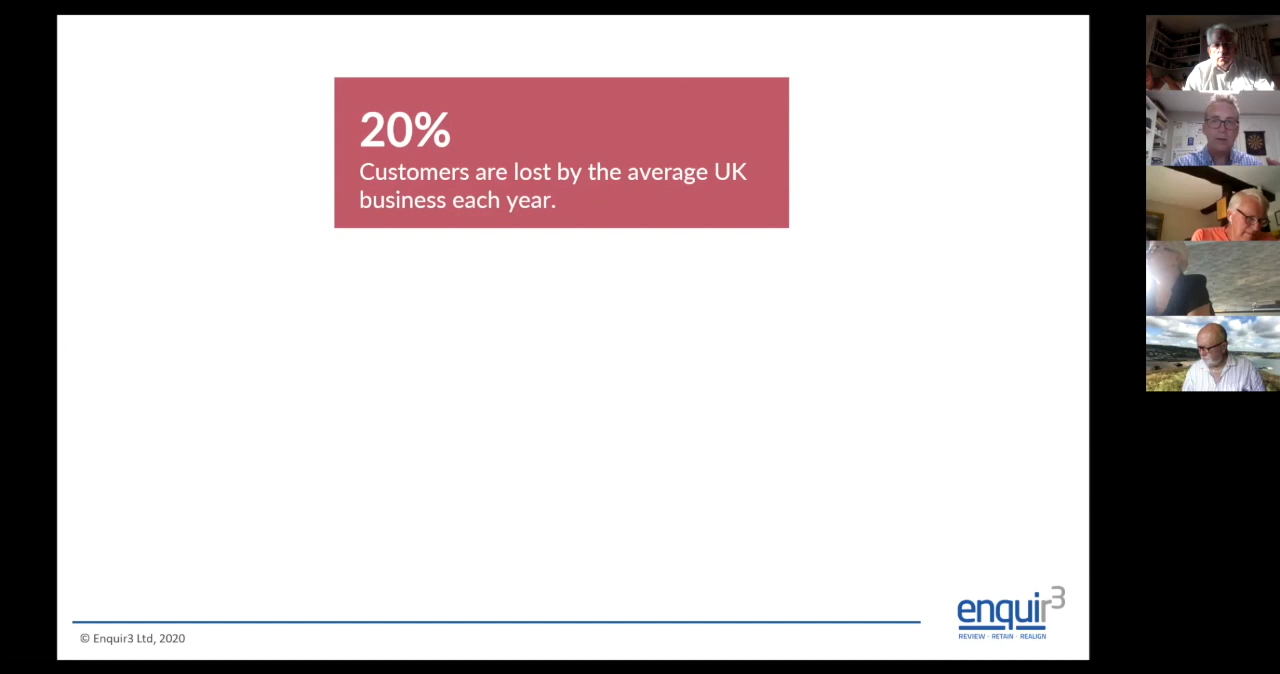 20%
Customers are lost by the average UK
business each year.
© Enquir3 Ltd, 2020
enquir3
REVIEW · RETAIN · REALIGN